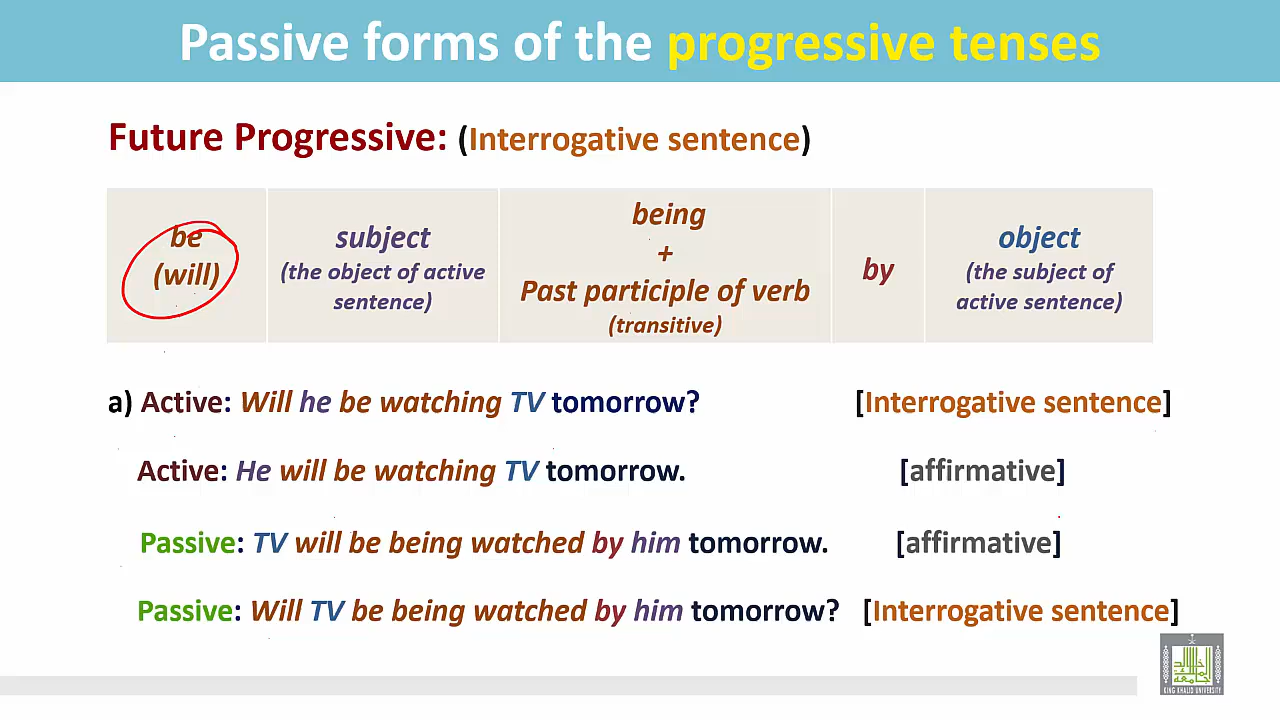 Passive forms of the progressive tenses
Future Progressive: (Interrogative sentence)
be
(will)
subject
(the object of active
sentence)
being
+
Past participle of verb
(transitive)
by
object
(the subject of
active sentence)
a) Active: Will he be watching TV tomorrow? [Interrogative sentence]
Active: He will be watching TV tomorrow. [affirmative]
Passive: TV will be being watched by him tomorrow. [affirmative]
Passive: Will TV be being watched by him tomorrow? [Interrogative sentence]
KING KHALID UNIVERSITY